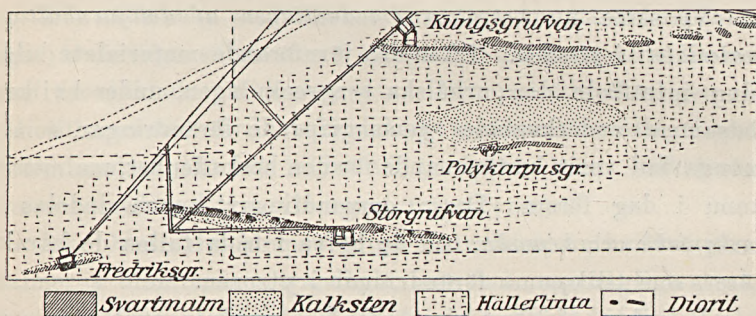 Kungsgrufvan
Polykarpusgr.
Storgrufvan
Fredriksgr.
Svartmalm Kalksten Hälleflinta Diorit